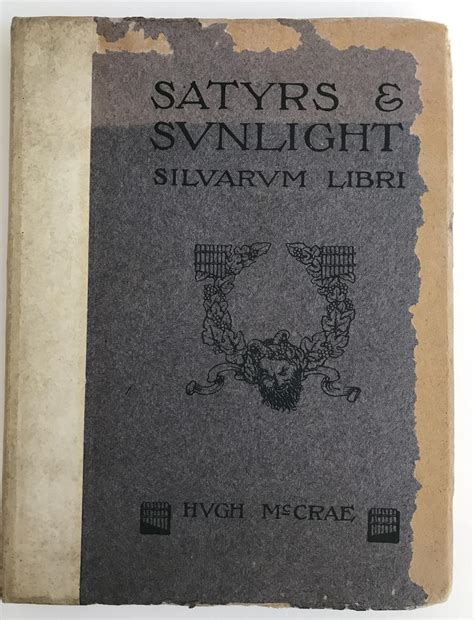 SATYRS &
SVNLIGHT
SILVARVM LIBRI
HVGH McCRAE